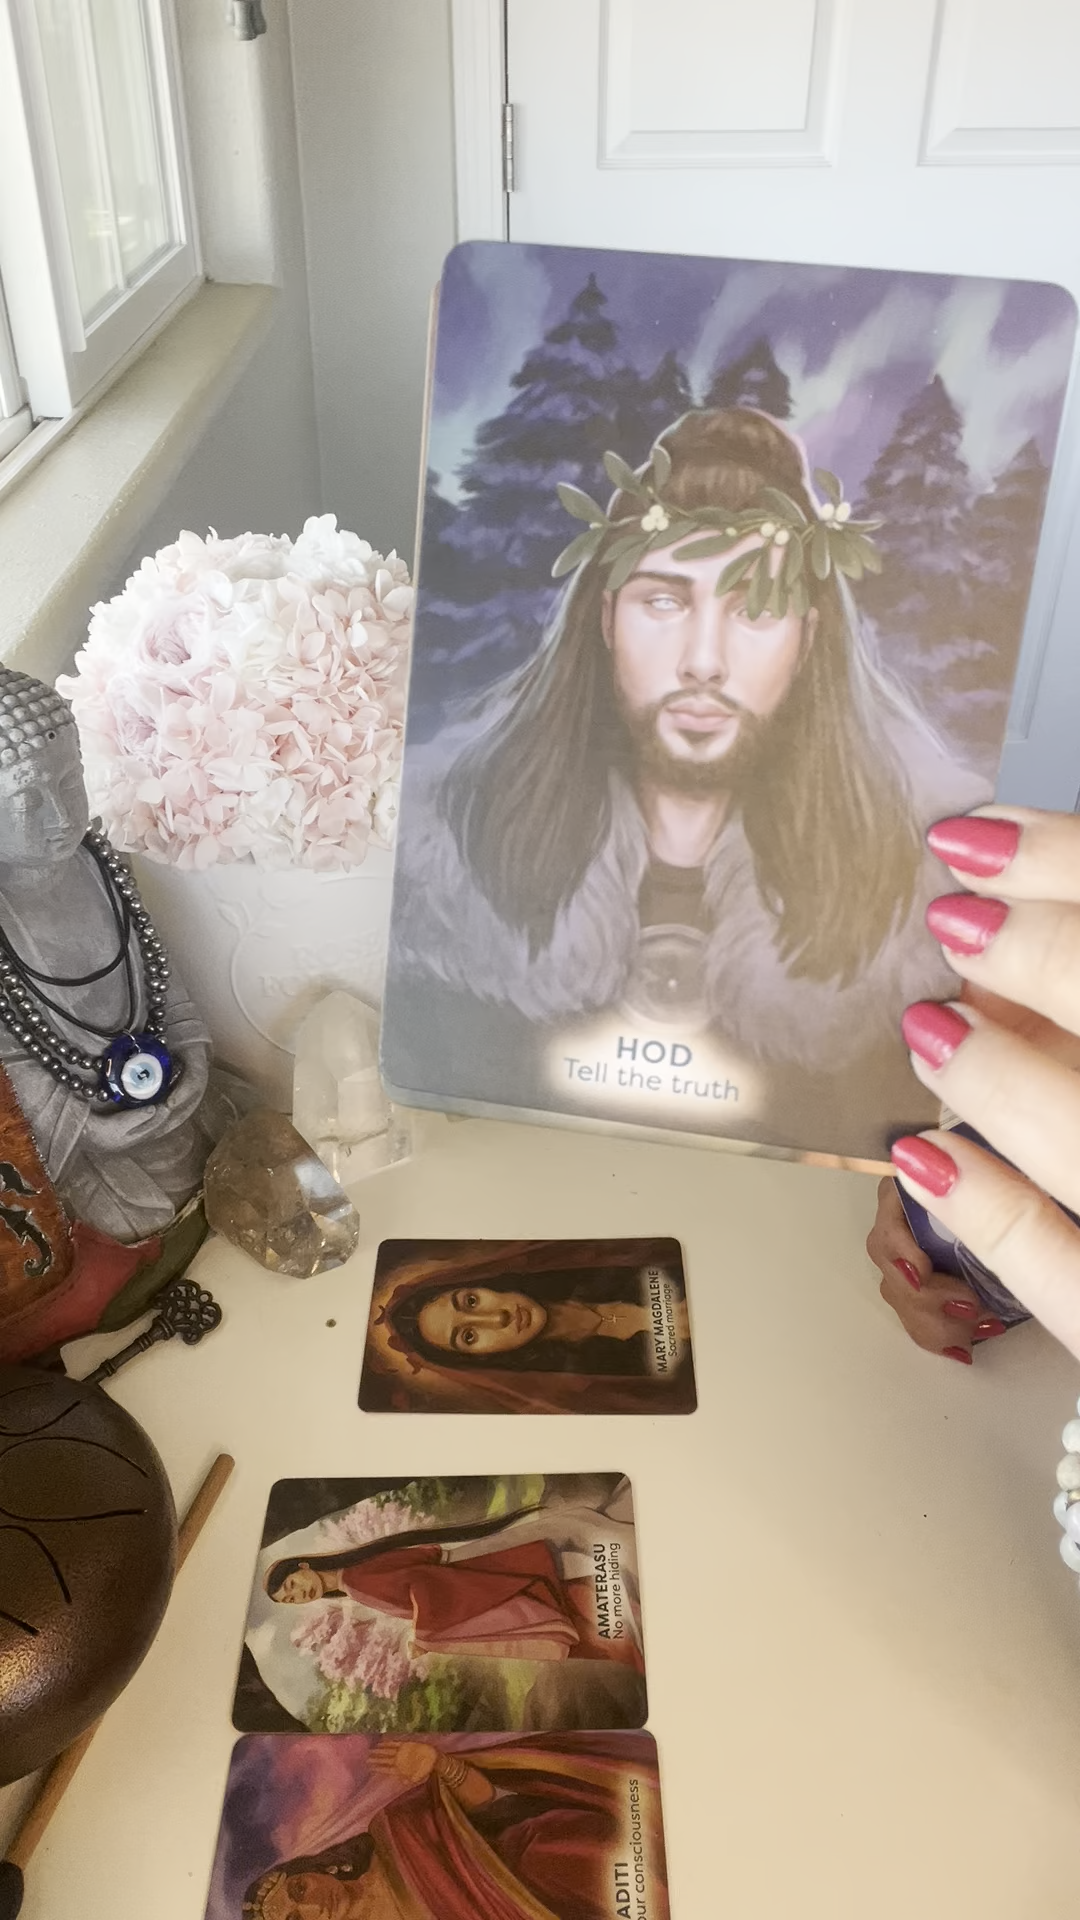 HOD
Tell the truth
MARY MAGDALENE
Sacred marriage
AMATERASU
No more hiding
ADITI
our consciousness